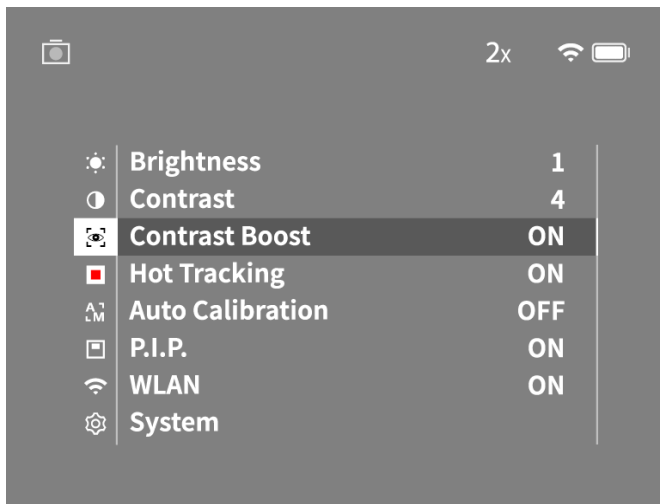 2x
Brightness 1
Contrast 4
Contrast Boost ON
Hot Tracking ON
A M Auto Calibration OFF
P.I.P. ON
WLAN ON
System